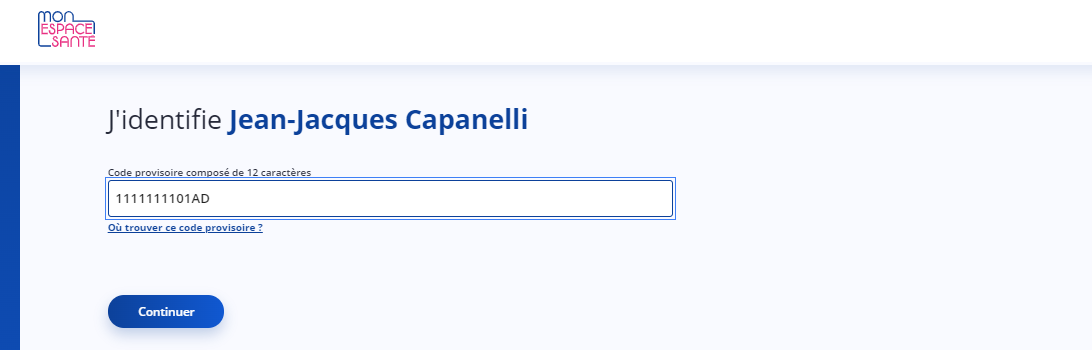 MON
ESPACE
SANTÉ
J'identifie Jean-Jacques Capanelli
Code provisoire composé de 12 caractères
1111111101AD
Où trouver ce code provisoire ?
Continuer